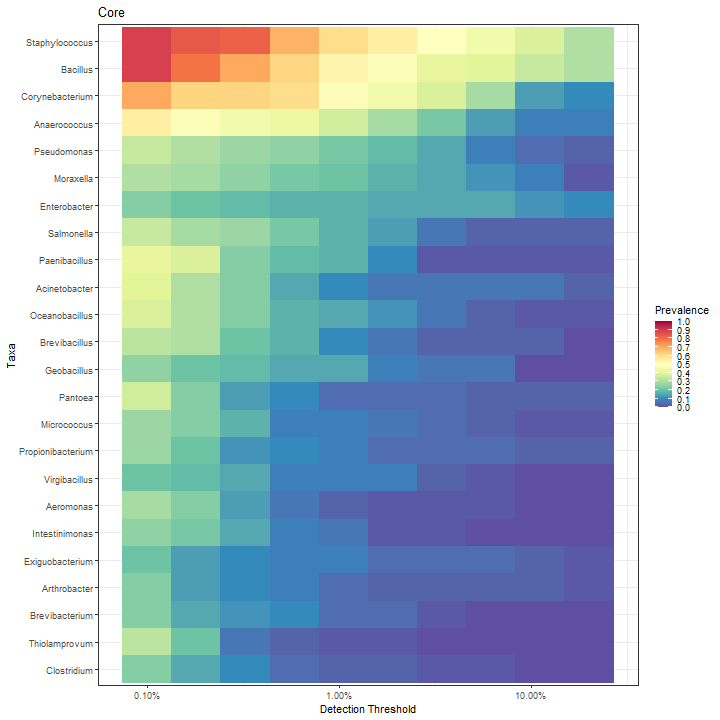 Core
Staphylococcus
Bacillus
Corynebacterium
Anaerococcus
Pseudomonas
Moraxella
Enterobacter
Salmonella
Paenibacillus
Acinetobacter
Oceanobacillus
Brevibacillus
Geobacillus
Pantoea
Micrococcus
Propionibacterium
Virgibacillus
Aeromonas
Intestinimonas
Exiguobacterium
Arthrobacter
Brevibacterium
Thiolamprovum
Clostridium
Taxa
0.10% 1.00% 10.00%
Detection Threshold
Prevalence
1.0
0.9
0.8
0.7
0.6
0.5
0.4
0.3
0.2
0.1
0.0